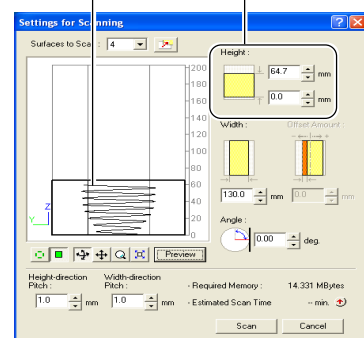 Settings for Scanning
Surfaces to Scan : 4
Height :
64.7 mm
0.0 mm
200
180
160
140
120
100
80
60
40
20
0
Z
Y
Width :
Offset Amount :
130.0 mm
0.0 mm
Angle :
0.00 deg.
Preview
Height-direction Pitch :
1.0 mm
Width-direction Pitch :
1.0 mm
- Required Memory : 14.331 MBytes
- Estimated Scan Time -- min.
Scan
Cancel